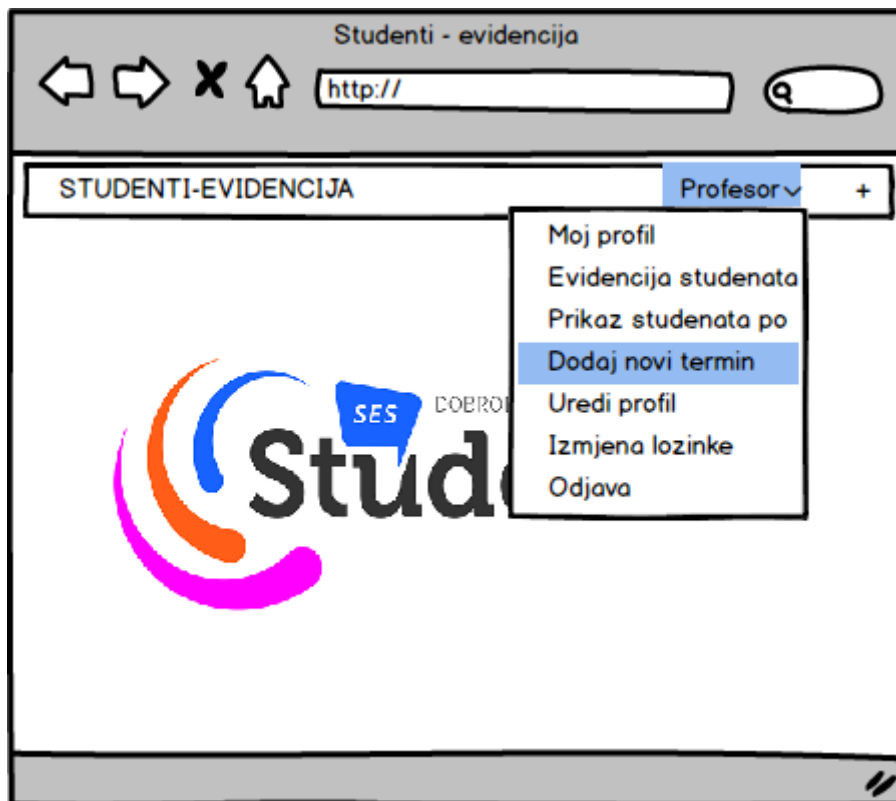 Studenti - evidencija
http://
STUDENTI-EVIDENCIJA Profesor +
Moj profil
Evidencija studenata
Prikaz studenata po
Dodaj novi termin
Uredi profil
Izmjena lozinke
Odjava
SES